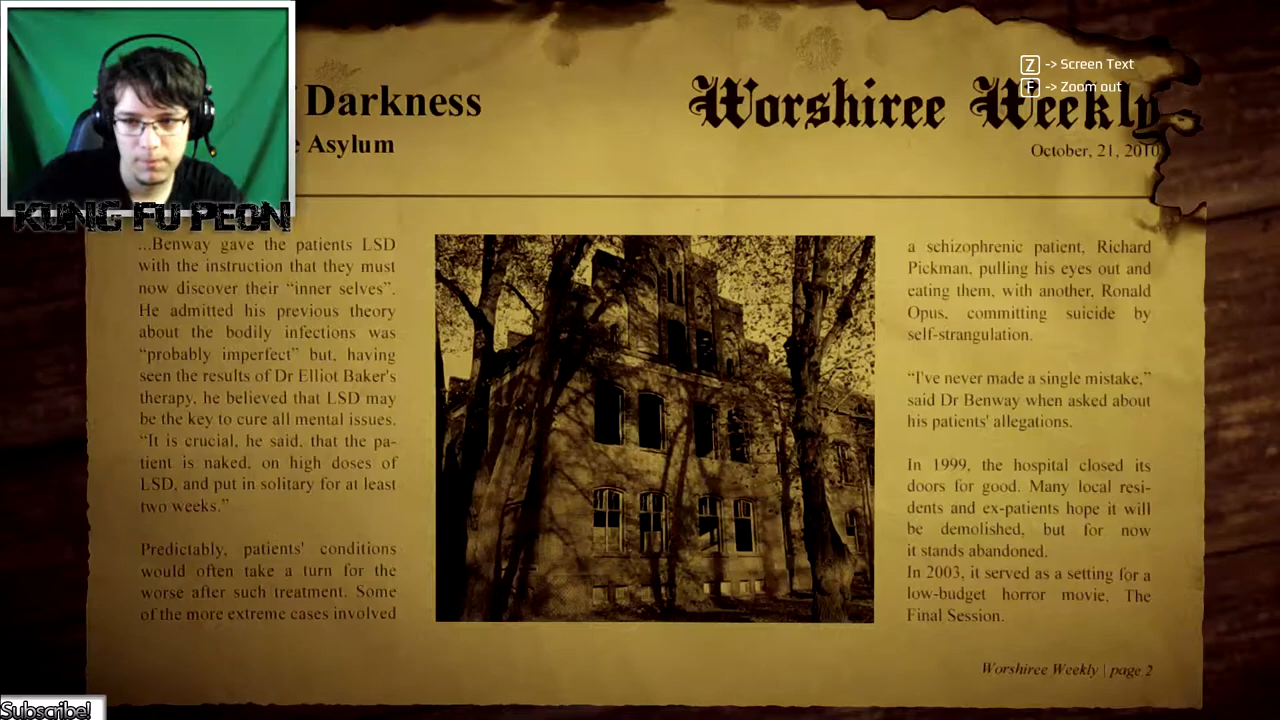 Darkness
Asylum
Worshiree Weekly
October, 21, 2010
Z -> Screen Text
F -> Zoom out
KUNG FU PEON
...Benway gave the patients LSD
with the instruction that they must
now discover their “inner selves”.
He admitted his previous theory
about the bodily infections was
“probably imperfect” but, having
seen the results of Dr Elliot Baker's
therapy, he believed that LSD may
be the key to cure all mental issues.
“It is crucial, he said, that the pa-
tient is naked, on high doses of
LSD, and put in solitary for at least
two weeks.”
Predictably, patients' conditions
would often take a turn for the
worse after such treatment. Some
of the more extreme cases involved
a schizophrenic patient, Richard
Pickman, pulling his eyes out and
eating them, with another, Ronald
Opus, committing suicide by
self-strangulation.
“I've never made a single mistake,”
said Dr Benway when asked about
his patients' allegations.
In 1999, the hospital closed its
doors for good. Many local resi-
dents and ex-patients hope it will
be demolished, but for now
it stands abandoned.
In 2003, it served as a setting for a
low-budget horror movie, The
Final Session.
Worshiree Weekly | page 2
Subscribe!